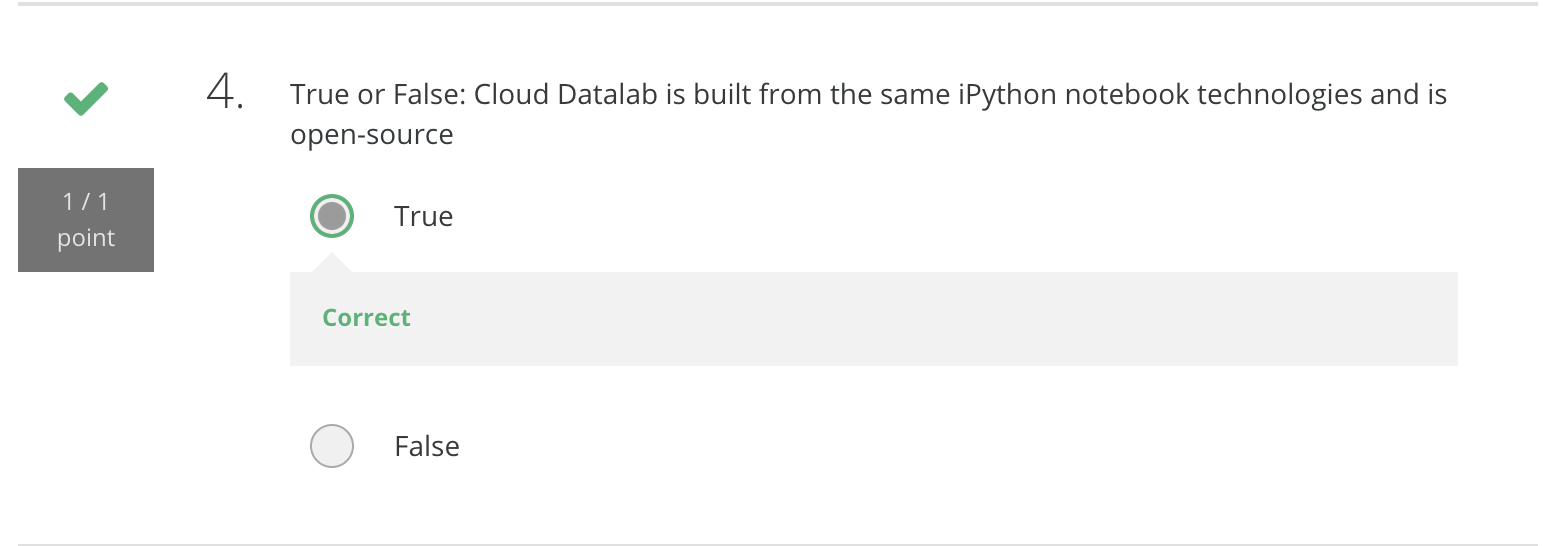 4.
True or False: Cloud Datalab is built from the same iPython notebook technologies and is
open-source
1 / 1
point
True
Correct
False